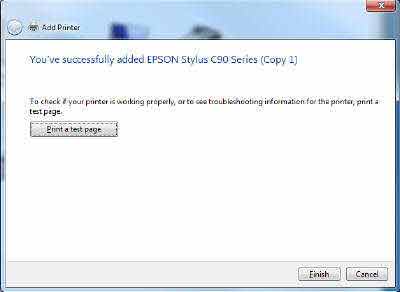 Add Printer
You've successfully added EPSON Stylus C90 Series (Copy 1)
To check if your printer is working properly, or to see troubleshooting information for the printer, print a
test page.
Print a test page
Finish
Cancel